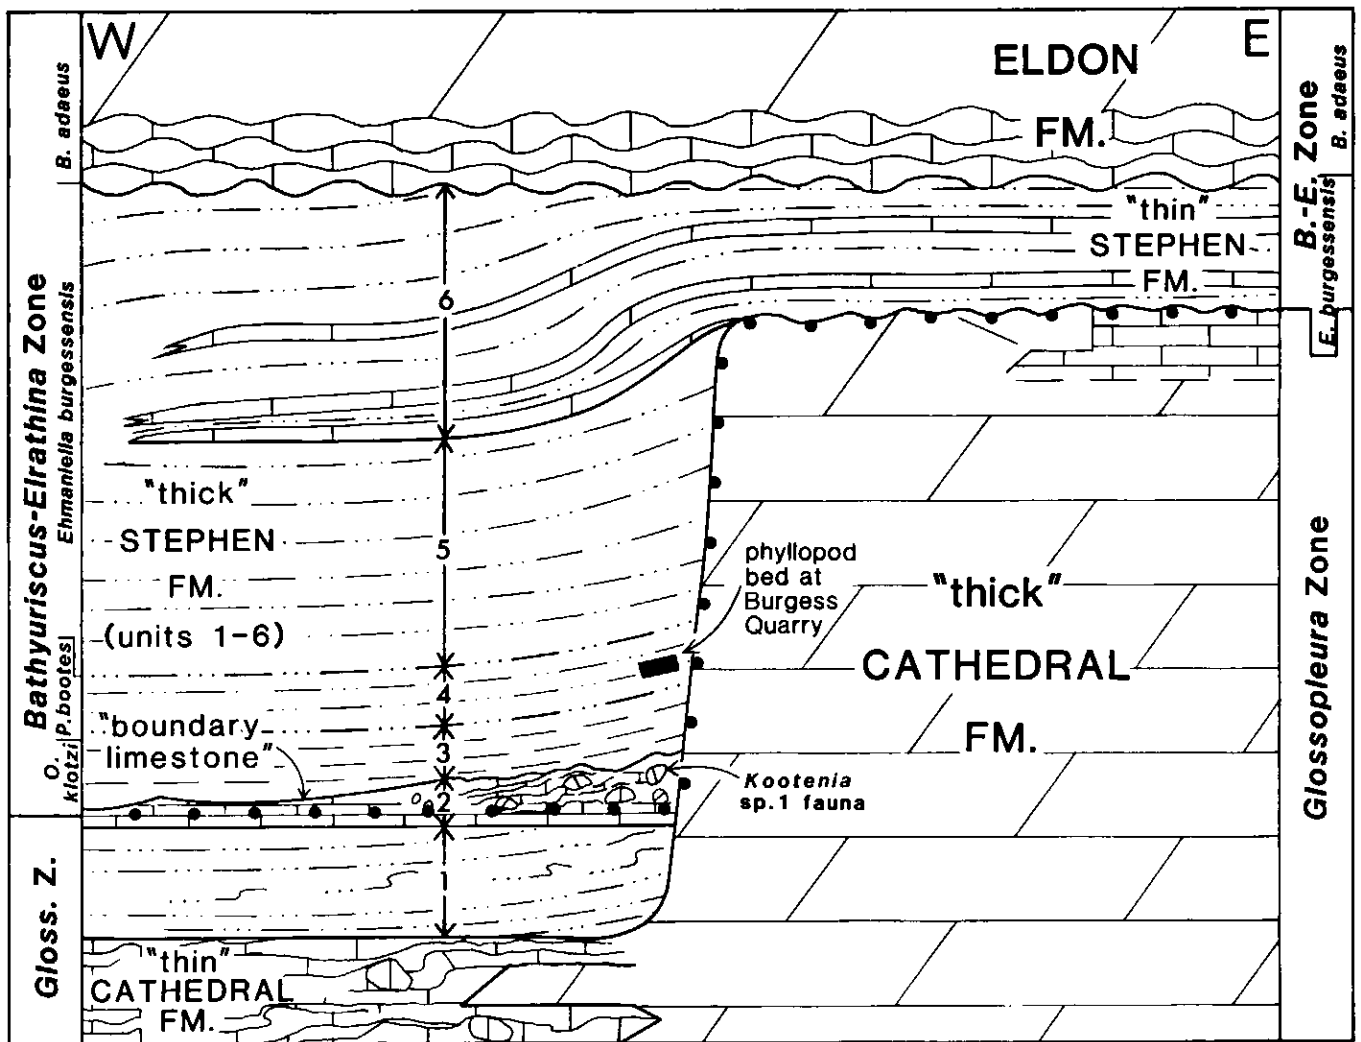 W
E
ELDON
FM.
"thin"
STEPHEN
FM.
6
"thick"
STEPHEN
FM.
(units 1-6)
5
phyllopod
bed at
Burgess
Quarry
"thick"
CATHEDRAL
FM.
4
"boundary
limestone"
3
Kootenia
sp. 1 fauna
2
1
"thin"
CATHEDRAL
FM.
B. adaeus
Bathyuriscus-Elrathina Zone
Ehmaniella burgessensis
P. bootes
O.
klotzi
Gloss. Z.
B.-E. Zone
B. adaeus
E. burgessensis
Glossopleura Zone